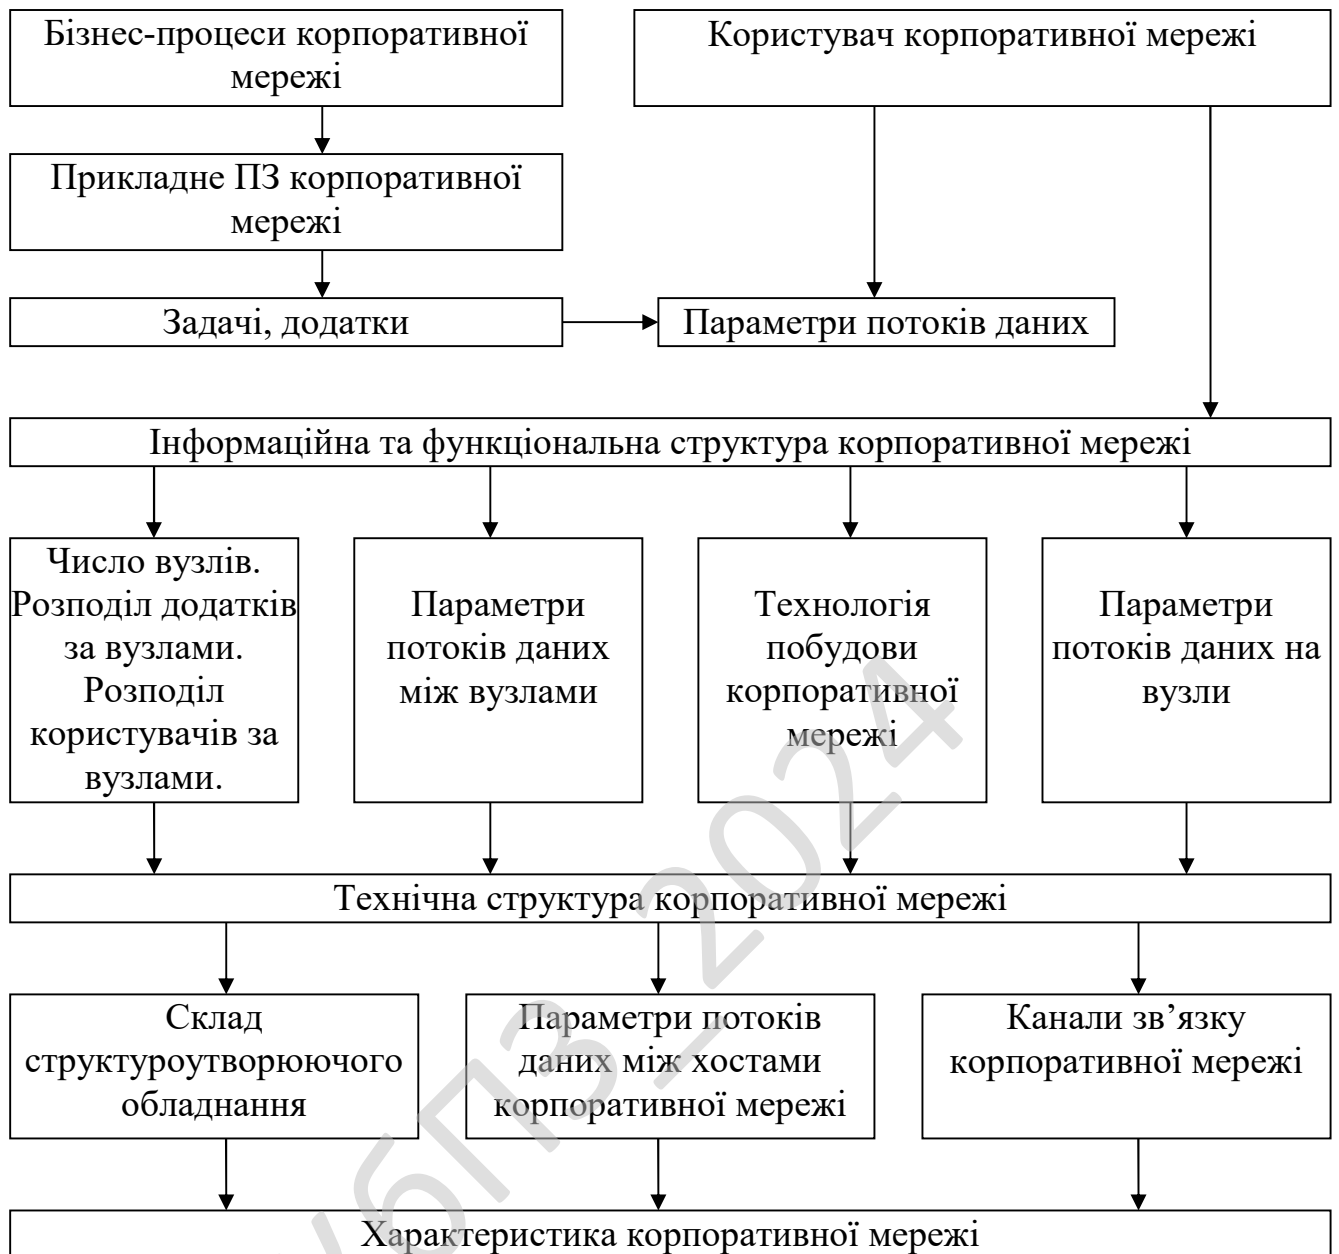 Бізнес-процеси корпоративної
мережі
Користувач корпоративної мережі
Прикладне ПЗ корпоративної
мережі
Задачі, додатки
Параметри потоків даних
Інформаційна та функціональна структура корпоративної мережі
Число вузлів.
Розподіл додатків
за вузлами.
Розподіл
користувачів за
вузлами.
Параметри
потоків даних
між вузлами
Технологія
побудови
корпоративної
мережі
Параметри
потоків даних на
вузли
Технічна структура корпоративної мережі
Склад
структуроутворюючого
обладнання
Параметри потоків
даних між хостами
корпоративної мережі
Канали зв’язку
корпоративної мережі
Характеристика корпоративної мережі